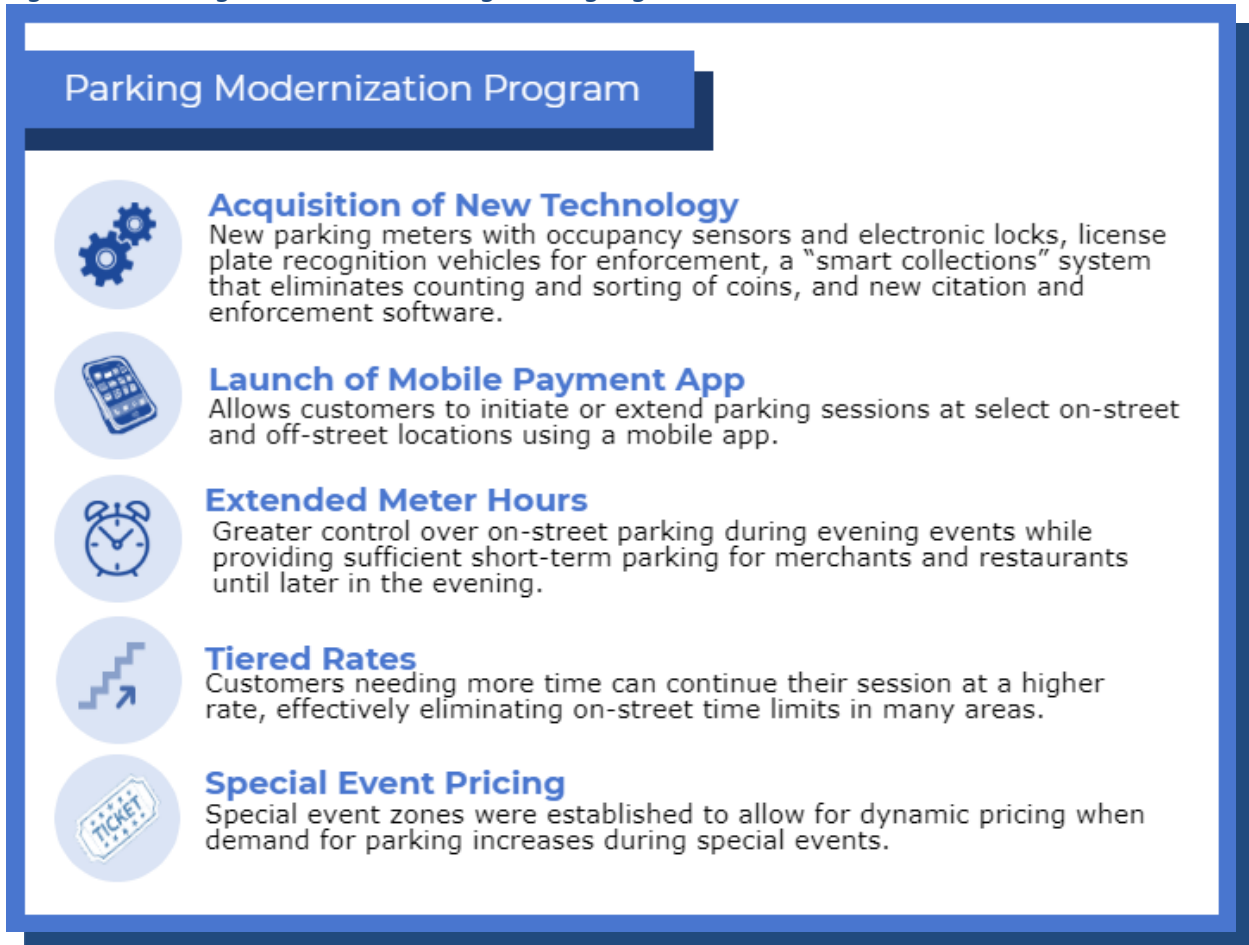 Parking Modernization Program
Acquisition of New Technology
New parking meters with occupancy sensors and electronic locks, license
plate recognition vehicles for enforcement, a “smart collections” system
that eliminates counting and sorting of coins, and new citation and
enforcement software.
Launch of Mobile Payment App
Allows customers to initiate or extend parking sessions at select on-street
and off-street locations using a mobile app.
Extended Meter Hours
Greater control over on-street parking during evening events while
providing sufficient short-term parking for merchants and restaurants
until later in the evening.
Tiered Rates
Customers needing more time can continue their session at a higher
rate, effectively eliminating on-street time limits in many areas.
TICKET
Special Event Pricing
Special event zones were established to allow for dynamic pricing when
demand for parking increases during special events.